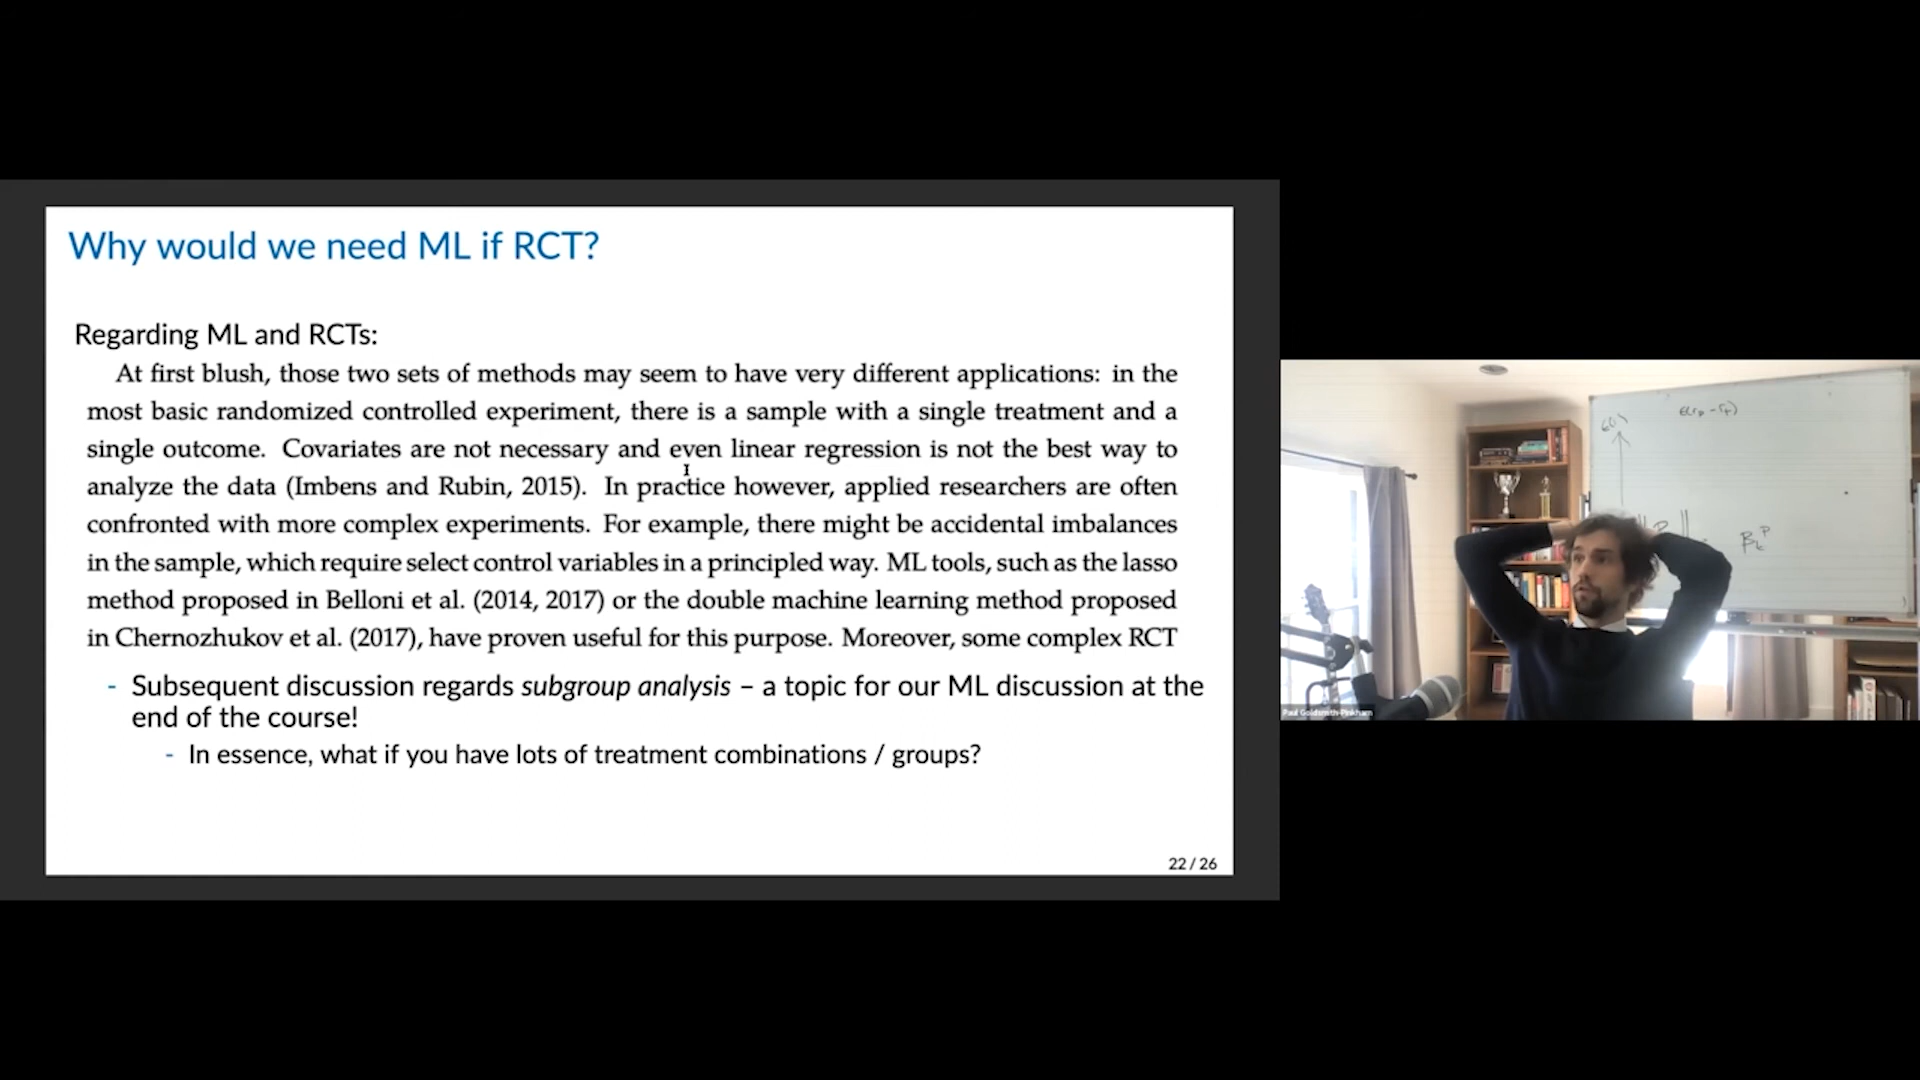 Why would we need ML if RCT?
Regarding ML and RCTs:
At first blush, those two sets of methods may seem to have very different applications: in the
most basic randomized controlled experiment, there is a sample with a single treatment and a
single outcome. Covariates are not necessary and even linear regression is not the best way to
analyze the data (Imbens and Rubin, 2015). In practice however, applied researchers are often
confronted with more complex experiments. For example, there might be accidental imbalances
in the sample, which require select control variables in a principled way. ML tools, such as the lasso
method proposed in Belloni et al. (2014, 2017) or the double machine learning method proposed
in Chernozhukov et al. (2017), have proven useful for this purpose. Moreover, some complex RCT
- Subsequent discussion regards subgroup analysis – a topic for our ML discussion at the
end of the course!
- In essence, what if you have lots of treatment combinations / groups?
22 / 26
Paul Goldsmith-Pinkham